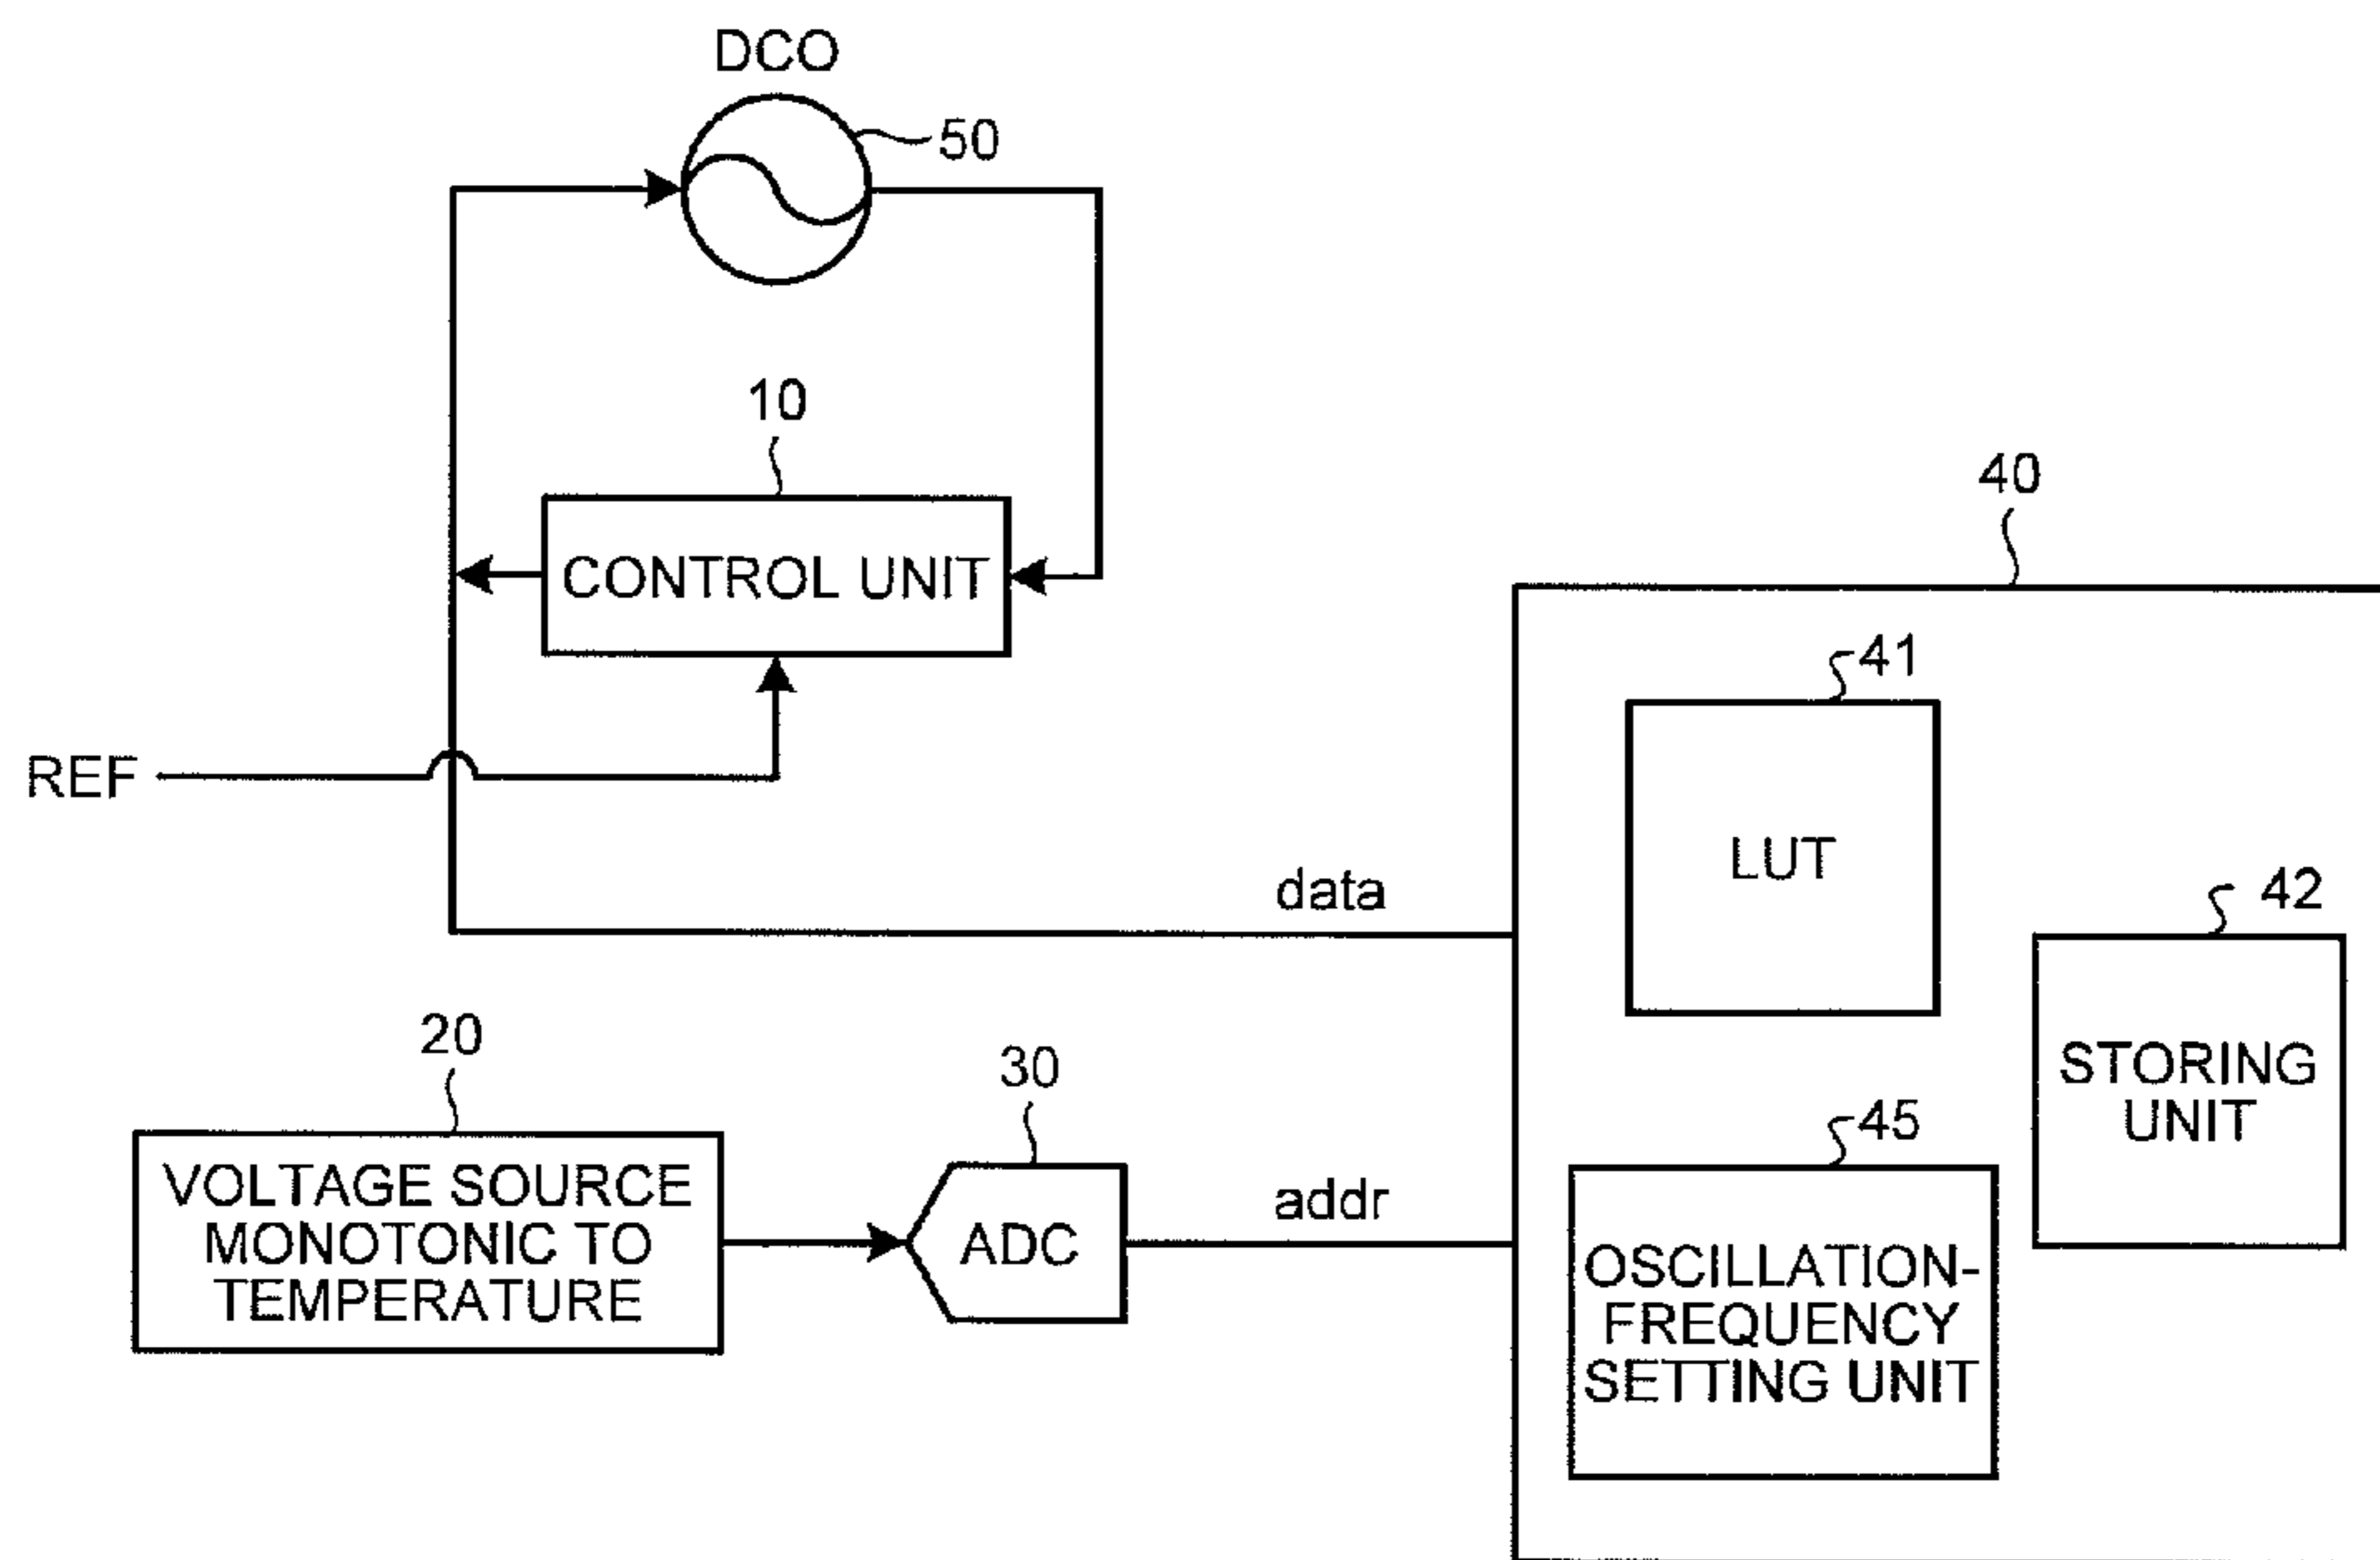 DCO
50
10
CONTROL UNIT
REF
40
41
LUT
data
42
STORING
UNIT
20
VOLTAGE SOURCE
MONOTONIC TO
TEMPERATURE
30
ADC
addr
45
OSCILLATION-
FREQUENCY
SETTING UNIT